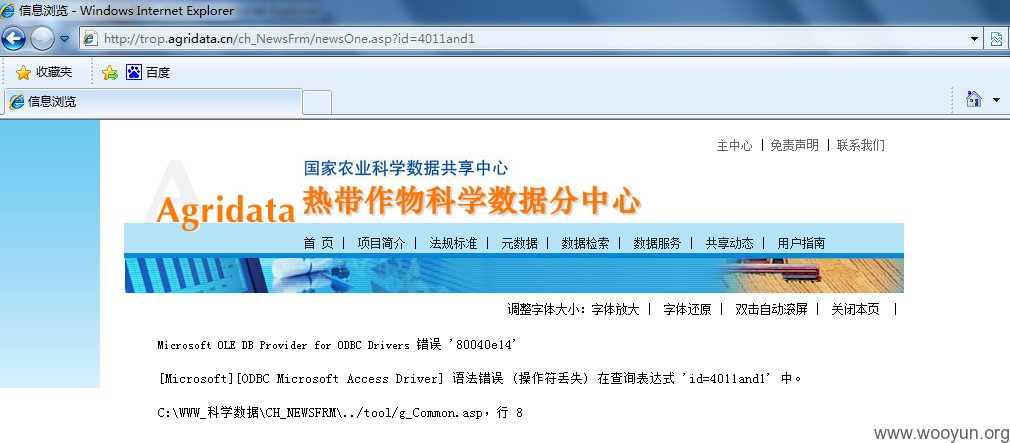 信息浏览 - Windows Internet Explorer
http://trop.agridata.cn/ch_NewsFrm/newsOne.asp?id=4011and1
收藏夹 百度
信息浏览
主中心 | 免责声明 | 联系我们
国家农业科学数据共享中心
Agridata 热带作物科学数据分中心
首 页 | 项目简介 | 法规标准 | 元数据 | 数据检索 | 数据服务 | 共享动态 | 用户指南
调整字体大小: 字体放大 | 字体还原 | 双击自动滚屏 | 关闭本页 |
Microsoft OLE DB Provider for ODBC Drivers 错误 '80040e14'
[Microsoft][ODBC Microsoft Access Driver] 语法错误 (操作符丢失) 在查询表达式 'id=4011and1' 中。
C:\WWW_科学数据\CH_NEWSFRM\../tool/g_Common.asp，行 8
www.wooyun.org